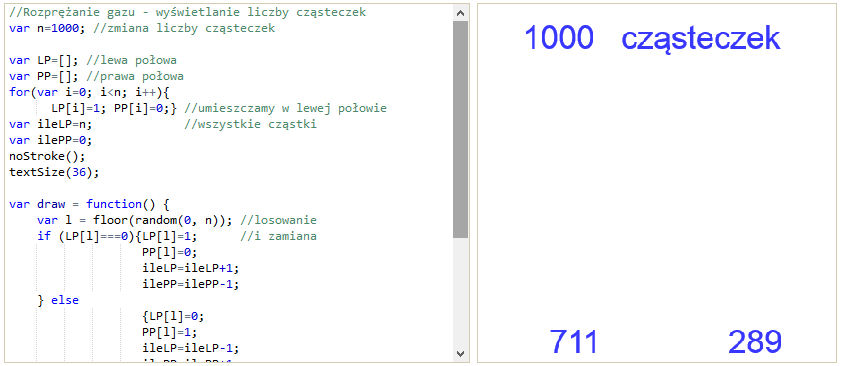 //Rozprężanie gazu - wyświetlanie liczby cząsteczek
var n=1000; //zmiana liczby cząsteczek
var LP=[]; //lewa połowa
var PP=[]; //prawa połowa
for(var i=0; i<n; i++){
LP[i]=1; PP[i]=0;} //umieszczamy w lewej połowie
var ileLP=n; //wszystkie cząstki
var ilePP=0;
noStroke();
textSize(36);
var draw = function() {
var l = floor(random(0, n)); //losowanie
if (LP[l]===0){LP[l]=1; //i zamiana
PP[l]=0;
ileLP=ileLP+1;
ilePP=ilePP-1;
} else
{LP[l]=0;
PP[l]=1;
ileLP=ileLP-1;
ilePP=ilePP+1;
1000 cząsteczek
711 289